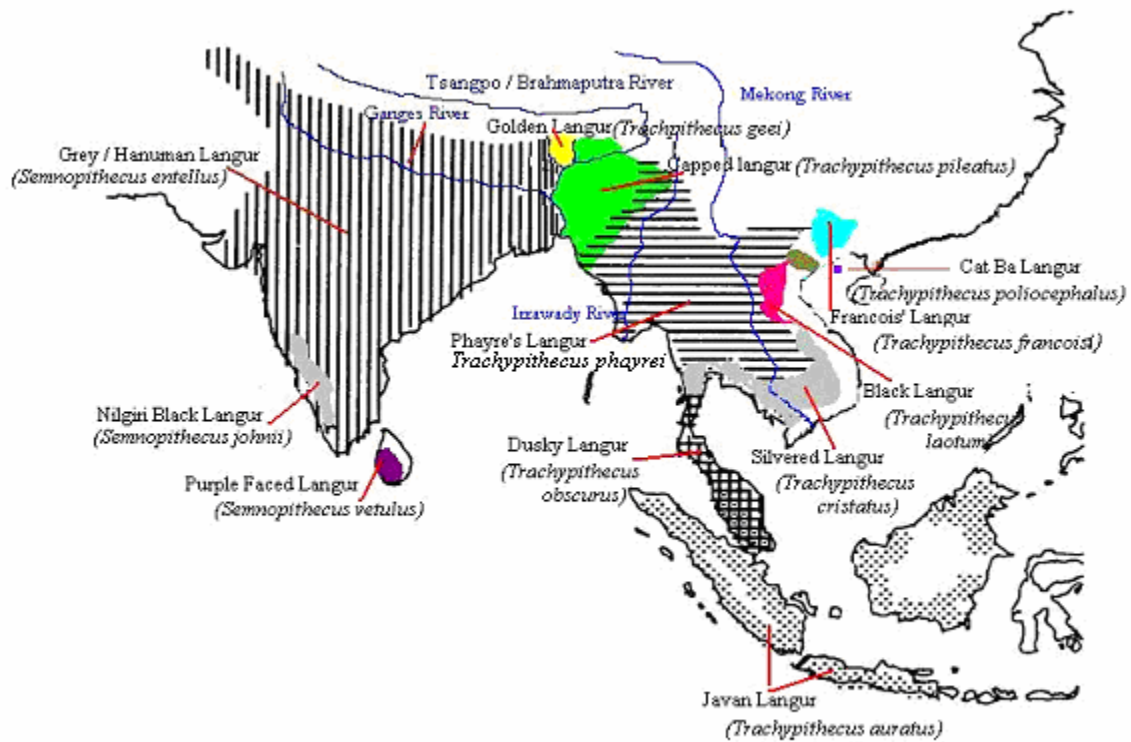 Tsangpo / Brahmaputra River
Mekong River
Ganges River
Golden Langur (Trachpithecus geei)
Grey / Hanuman Langur
(Semnopithecus entellus)
Capped langur (Trachypithecus pileatus)
Cat Ba Langur
(Trachypithecus poliocephalus)
Irrawady River
Francois' Langur
(Trachypithecus francoisi)
Phayre's Langur
Trachypithecus phayrei
Black Langur
(Trachypithecus
laotum)
Nilgiri Black Langur
(Semnopithecus johnii)
Dusky Langur
(Trachypithecus
obscurus)
Silvered Langur
(Trachypithecus
cristatus)
Purple Faced Langur
(Semnopithecus vetulus)
Javan Langur
(Trachypithecus auratus)